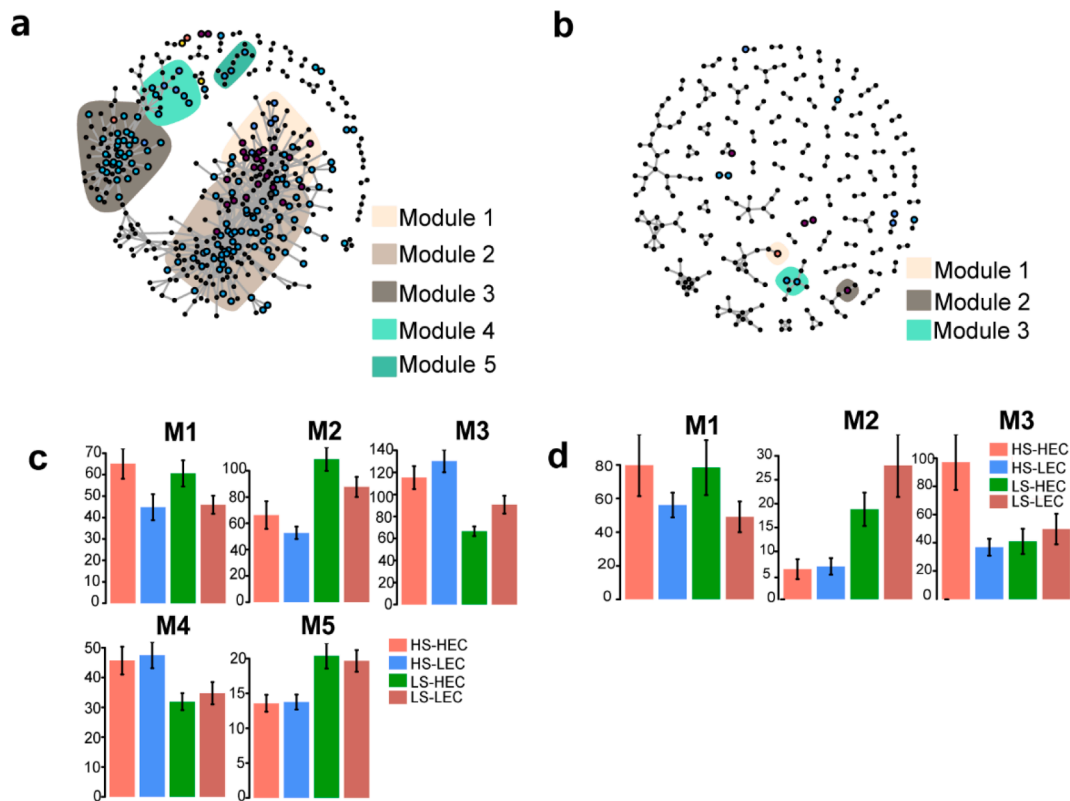 a
b
Module 1
Module 2
Module 3
Module 4
Module 5
Module 1
Module 2
Module 3
c
M1
70
60
50
40
30
20
10
0
M2
100
80
60
40
20
0
M3
140
120
100
80
60
40
20
0
M4
50
40
30
20
10
0
M5
20
15
10
5
0
HS-HEC
HS-LEC
LS-HEC
LS-LEC
d
M1
80
60
40
20
0
M2
30
25
20
15
10
5
0
M3
100
80
60
40
20
0
HS-HEC
HS-LEC
LS-HEC
LS-LEC